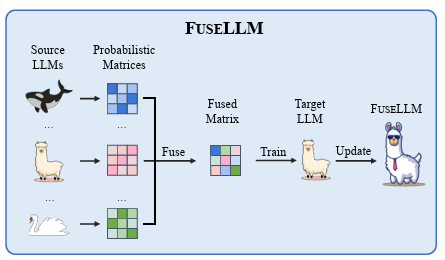 FUSELLM
Source
LLMs
Probabilistic
Matrices
...
...
Fuse
Fused
Matrix
Train
Target
LLM
Update
FUSELLM
...
...